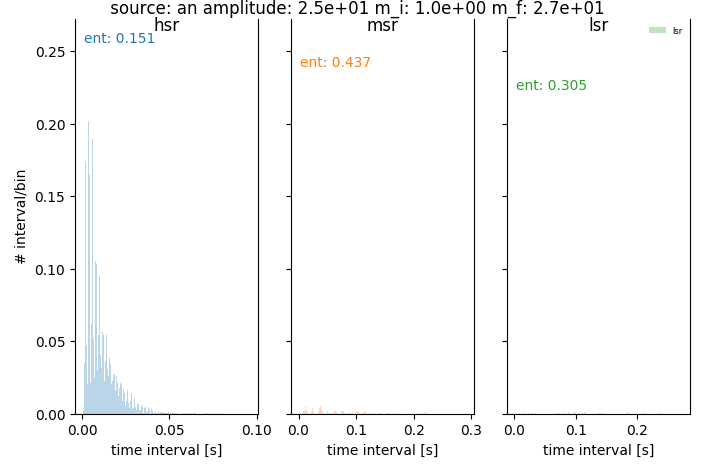 source: an amplitude: 2.5e+01 m_i: 1.0e+00 m_f: 2.7e+01
hsr msr lsr
lsr
ent: 0.151
ent: 0.437
ent: 0.305
# interval/bin
0.25
0.20
0.15
0.10
0.05
0.00
0.00 0.05 0.10
0.0 0.1 0.2 0.3
0.0 0.1 0.2
time interval [s] time interval [s] time interval [s]